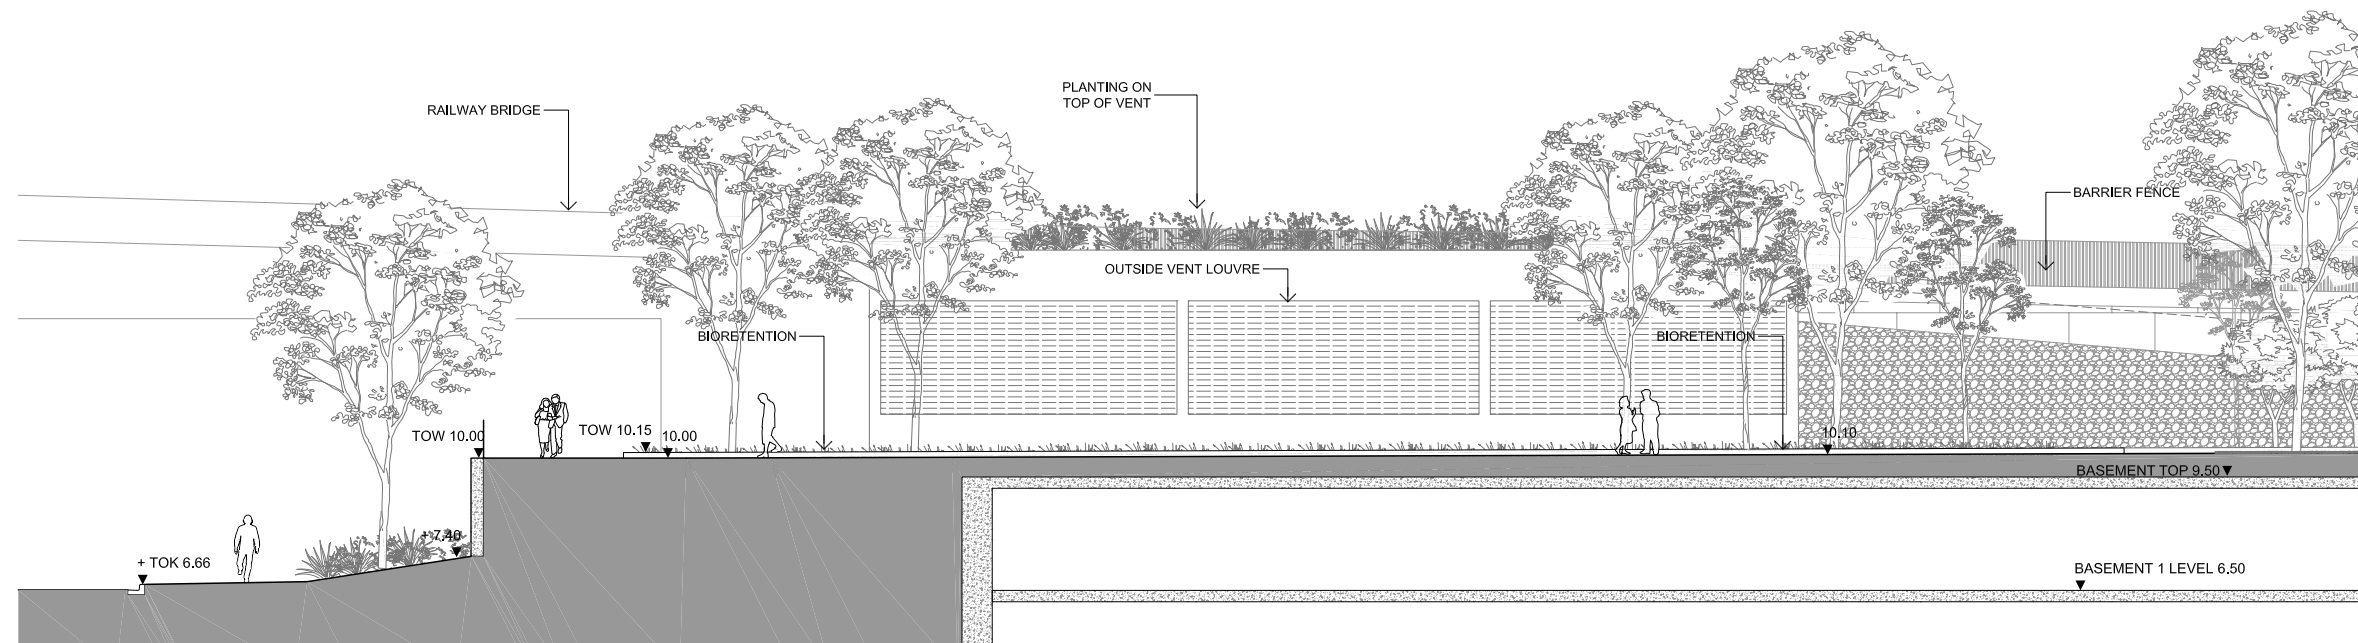 PLANTING ON
TOP OF VENT
RAILWAY BRIDGE
BARRIER FENCE
OUTSIDE VENT LOUVRE
BIORETENTION
BIORETENTION
TOW 10.00
TOW 10.15
10.00
10.10
BASEMENT TOP 9.50
+ 7.40
+ TOK 6.66
BASEMENT 1 LEVEL 6.50